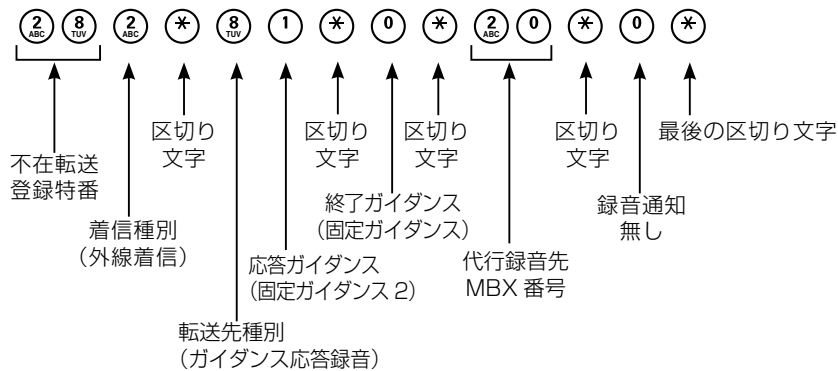 2 8 2 * 8 1 * 0 * 2 0 * 0 *
ABC TUV ABC TUV ABC
区切り
文字
区切り
文字
区切り
文字
区切り
文字
最後の区切り文字
不在転送
登録特番
終了ガイダンス
(固定ガイダンス)
録音通知
無し
着信種別
(外線着信)
応答ガイダンス
(固定ガイダンス 2)
代行録音先
MBX 番号
転送先種別
(ガイダンス応答録音)